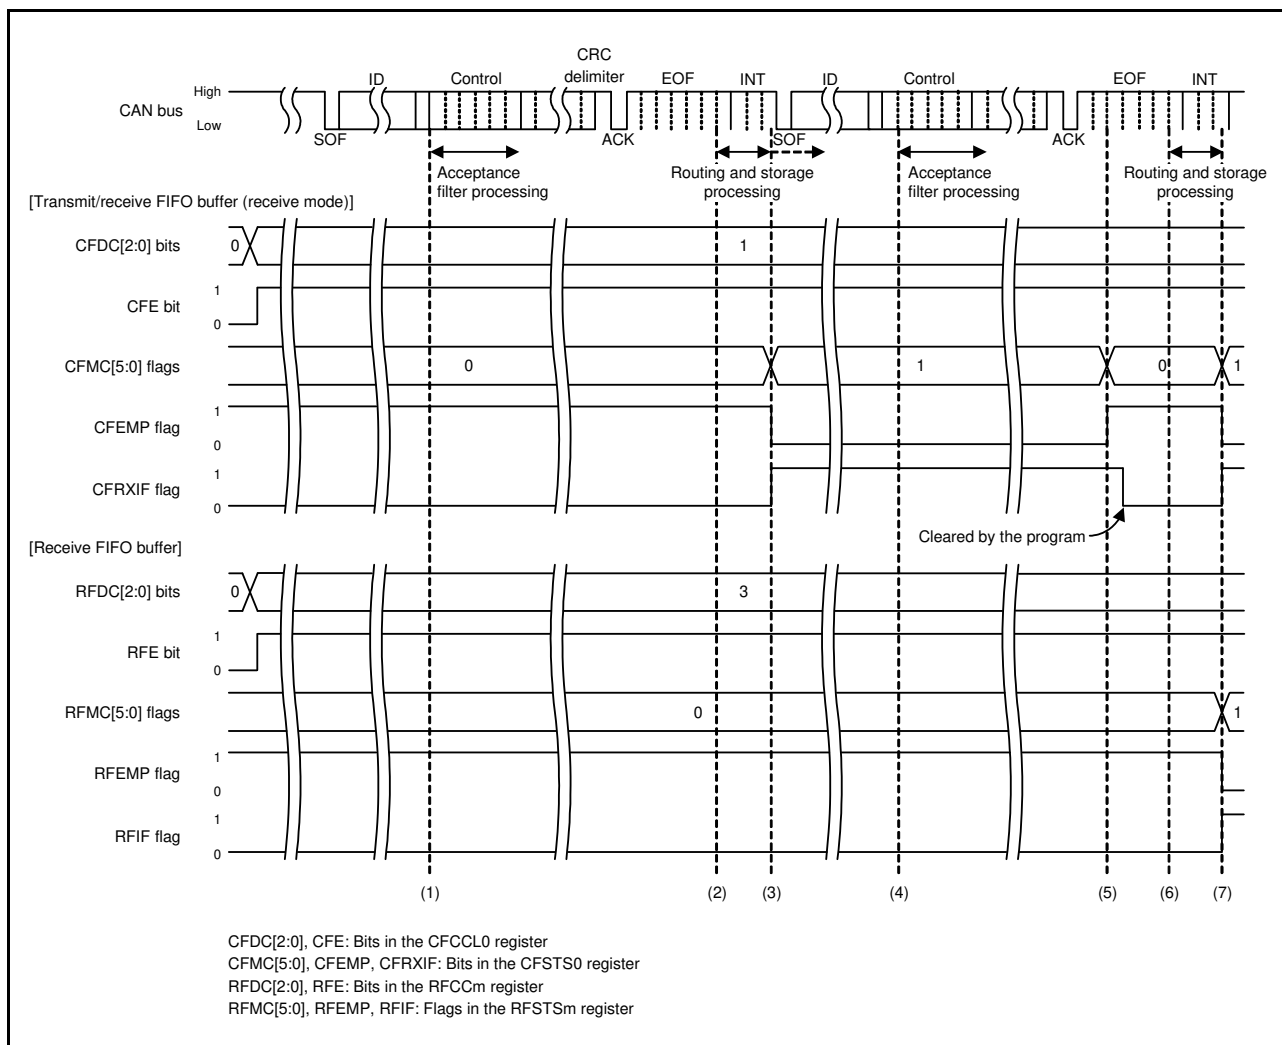 CRC
ID Control delimiter EOF INT ID Control EOF INT
High
CAN bus
Low
SOF ACK SOF ACK
Acceptance Routing and storage Acceptance Routing and storage
filter processing processing filter processing processing
[Transmit/receive FIFO buffer (receive mode)]
CFDC[2:0] bits 0 1
1
CFE bit
0
CFMC[5:0] flags 0 1 0 1
1
CFEMP flag
0
1
CFRXIF flag
0
Cleared by the program
[Receive FIFO buffer]
RFDC[2:0] bits 0 3
1
RFE bit
0
RFMC[5:0] flags 0 1
1
RFEMP flag
0
1
RFIF flag
0
(1) (2) (3) (4) (5) (6) (7)
CFDC[2:0], CFE: Bits in the CFCCL0 register
CFMC[5:0], CFEMP, CFRXIF: Bits in the CFSTS0 register
RFDC[2:0], RFE: Bits in the RFCCm register
RFMC[5:0], RFEMP, RFIF: Flags in the RFSTSm register